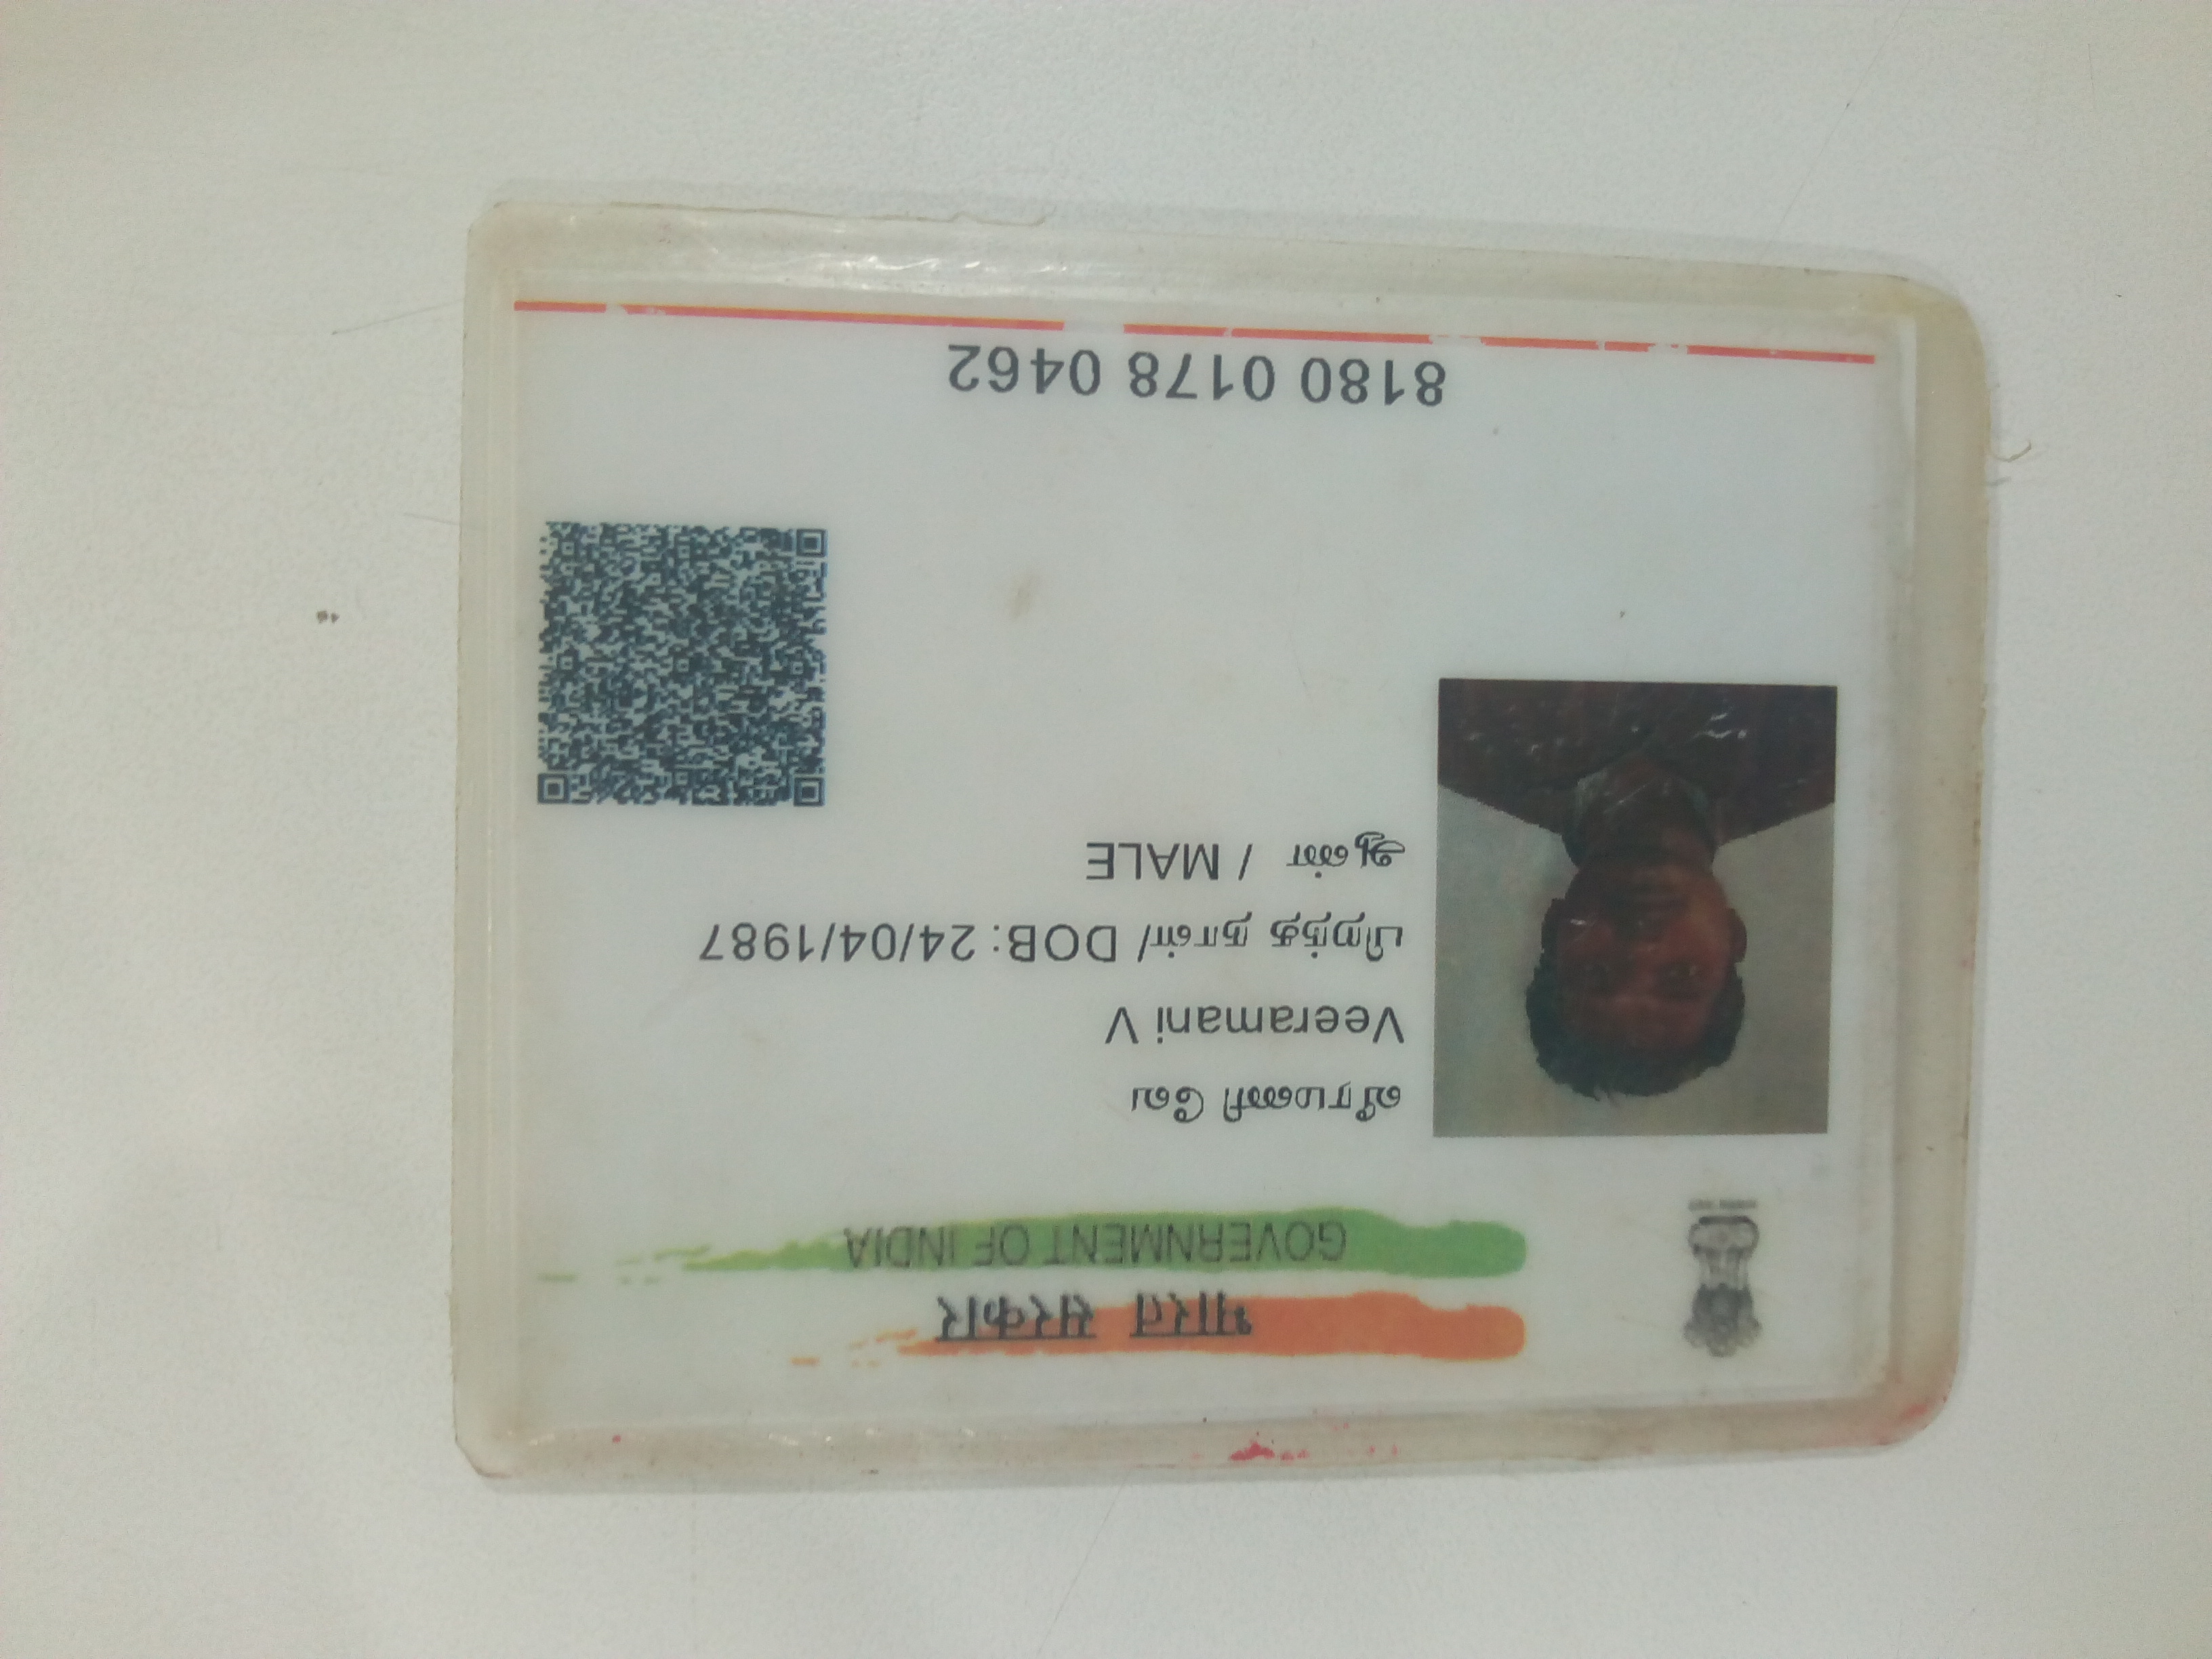 भारत सरकार
GOVERNMENT OF INDIA
வீரமணி வே
Veeramani V
பிறந்த நாள்/ DOB: 24/04/1987
ஆண் / MALE
8180 0178 0462